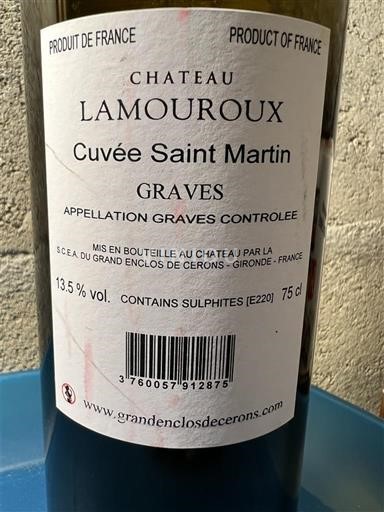 PRODUIT DE FRANCE PRODUCT OF FRANCE
CHATEAU
LAMOUROUX
Cuvée Saint Martin
GRAVES
APPELLATION GRAVES CONTROLEE
MIS EN BOUTEILLE AU CHATEAU PAR LA
S.C.E.A. DU GRAND ENCLOS DE CERONS - GIRONDE - FRANCE
13.5 % vol. CONTAINS SULPHITES [E220] 75 cl
3 760057 912875
www.grandenclosdecerons.com/